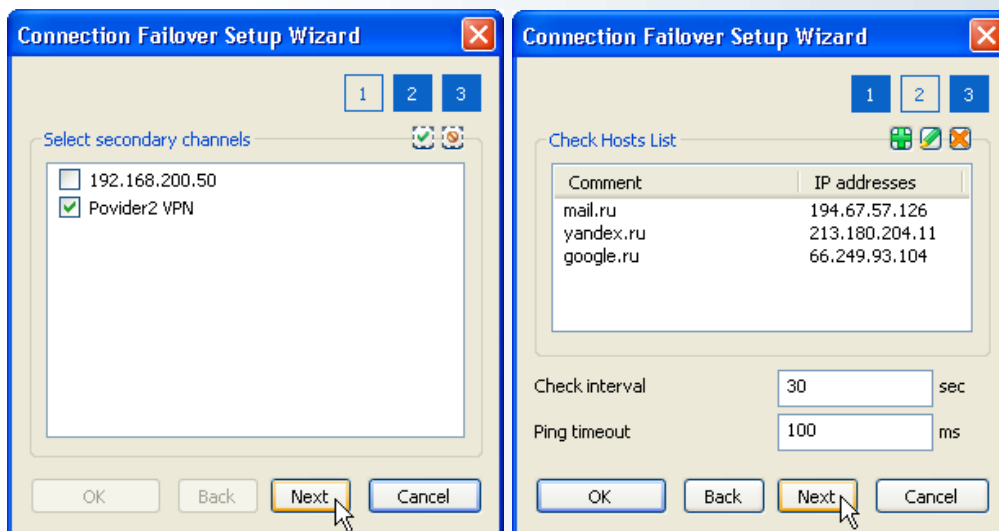 Connection Failover Setup Wizard
1 2 3
Select secondary channels
192.168.200.50
Povider2 VPN
OK Back Next Cancel
Connection Failover Setup Wizard
1 2 3
Check Hosts List
Comment IP addresses
mail.ru 194.67.57.126
yandex.ru 213.180.204.11
google.ru 66.249.93.104
Check interval 30 sec
Ping timeout 100 ms
OK Back Next Cancel